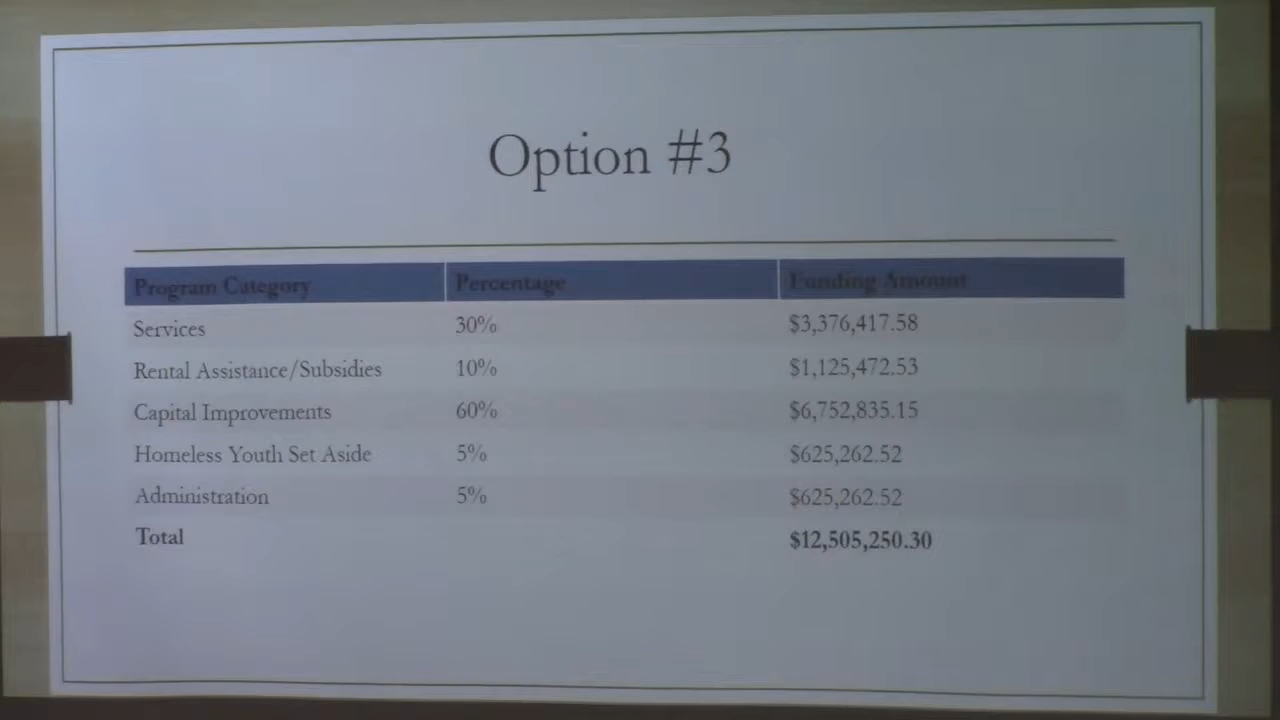 Option #3
Program Category Percentage Funding Amount
Services 30% $3,376,417.58
Rental Assistance/Subsidies 10% $1,125,472.53
Capital Improvements 60% $6,752,835.15
Homeless Youth Set Aside 5% $625,262.52
Administration 5% $625,262.52
Total $12,505,250.30